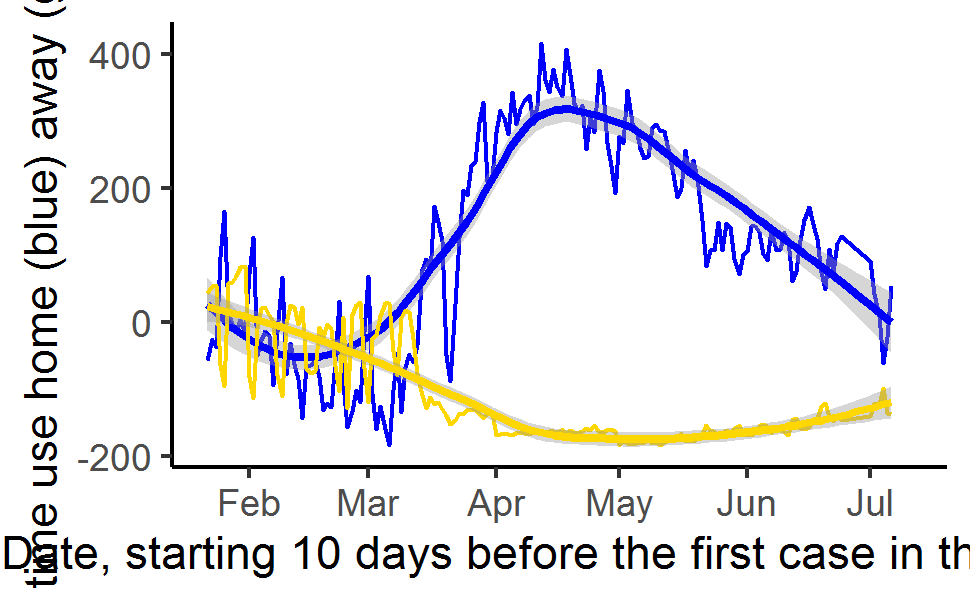 time use home (blue) away (
400
200
0
-200
Feb Mar Apr May Jun Jul
Date, starting 10 days before the first case in th